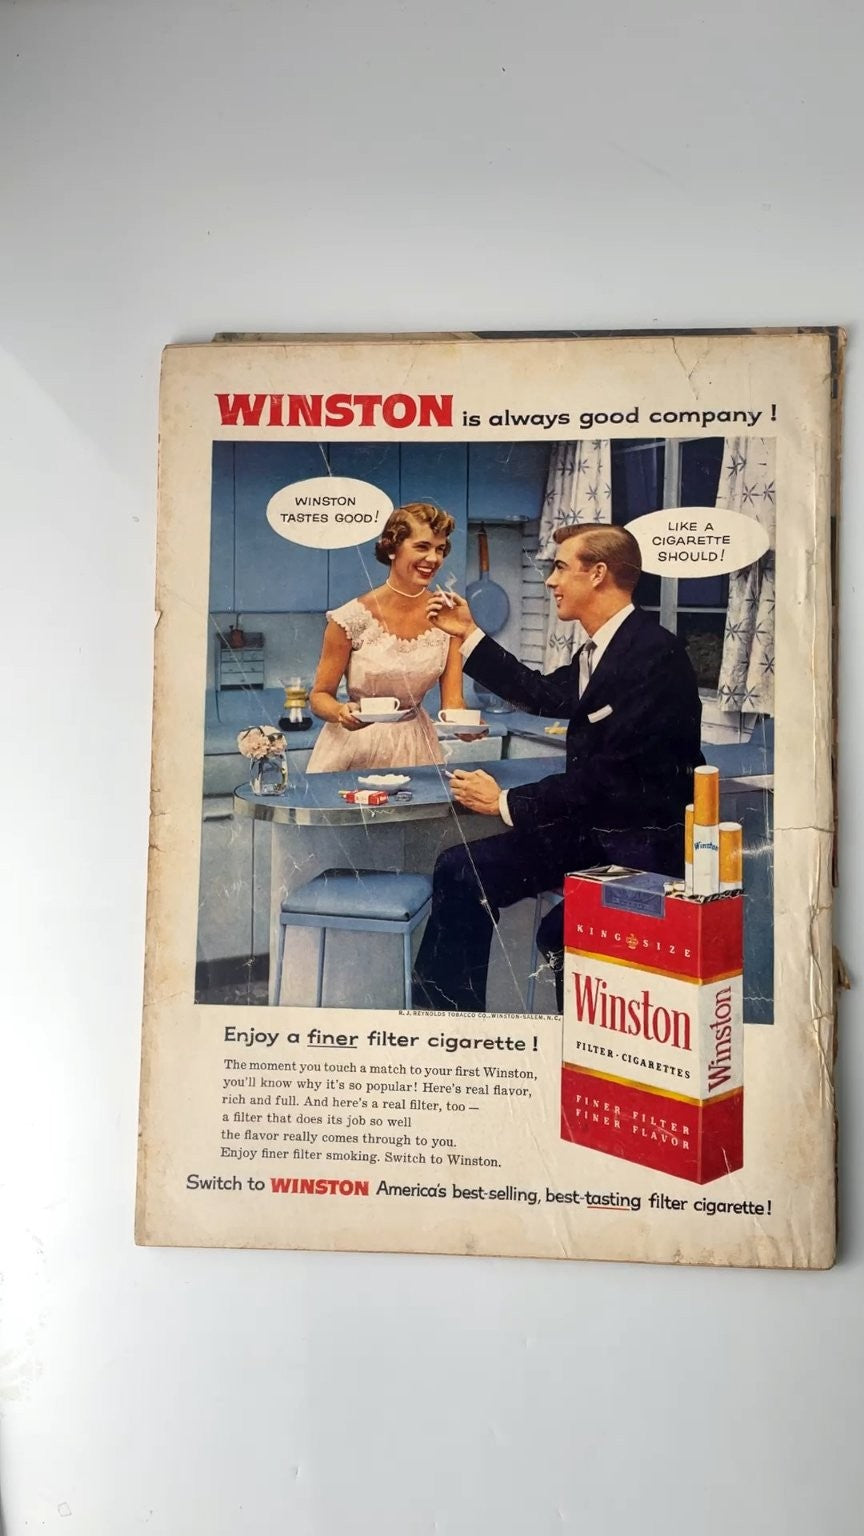 WINSTON is always good company!
WINSTON
TASTES GOOD!
LIKE A
CIGARETTE
SHOULD!
Winston
KING SIZE
Winston
FILTER·CIGARETTES
FINER FILTER
FINER FLAVOR
Winston
R. J. REYNOLDS TOBACCO CO., WINSTON-SALEM, N.C.
Enjoy a finer filter cigarette!
The moment you touch a match to your first Winston,
you'll know why it's so popular! Here's real flavor,
rich and full. And here's a real filter, too —
a filter that does its job so well
the flavor really comes through to you.
Enjoy finer filter smoking. Switch to Winston.
Switch to WINSTON America's best-selling, best-tasting filter cigarette!